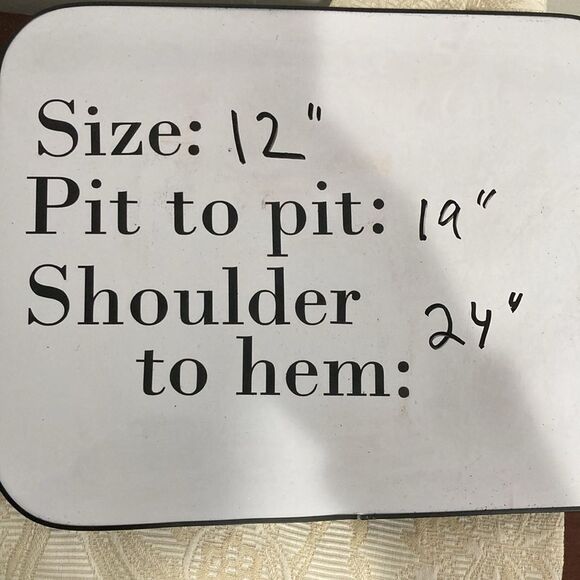 Size: 12"
Pit to pit: 19"
Shoulder
to hem: 24"